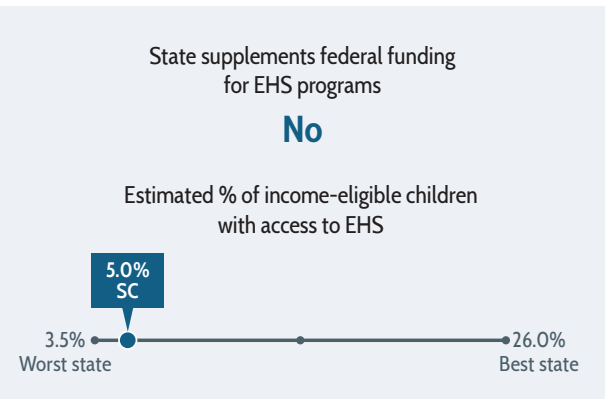 State supplements federal funding
for EHS programs
No
Estimated % of income-eligible children
with access to EHS
5.0%
SC
3.5%
Worst state
26.0%
Best state